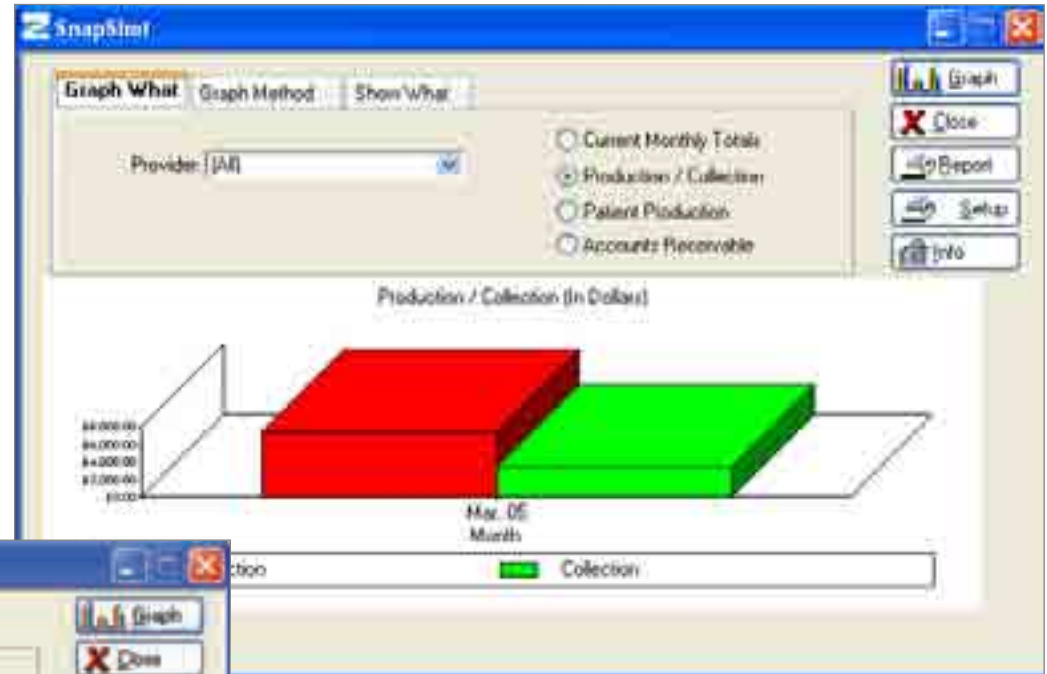 SnapShot
Graph What Graph Method Show What
Provider: [All]
Current Monthly Totals
Production / Collection
Patient Production
Accounts Receivable
Graph
Close
Report
Setup
Info
Production / Collection (In Dollars)
$0.00
Mar. 05
Month
ction Collection
Graph
Close